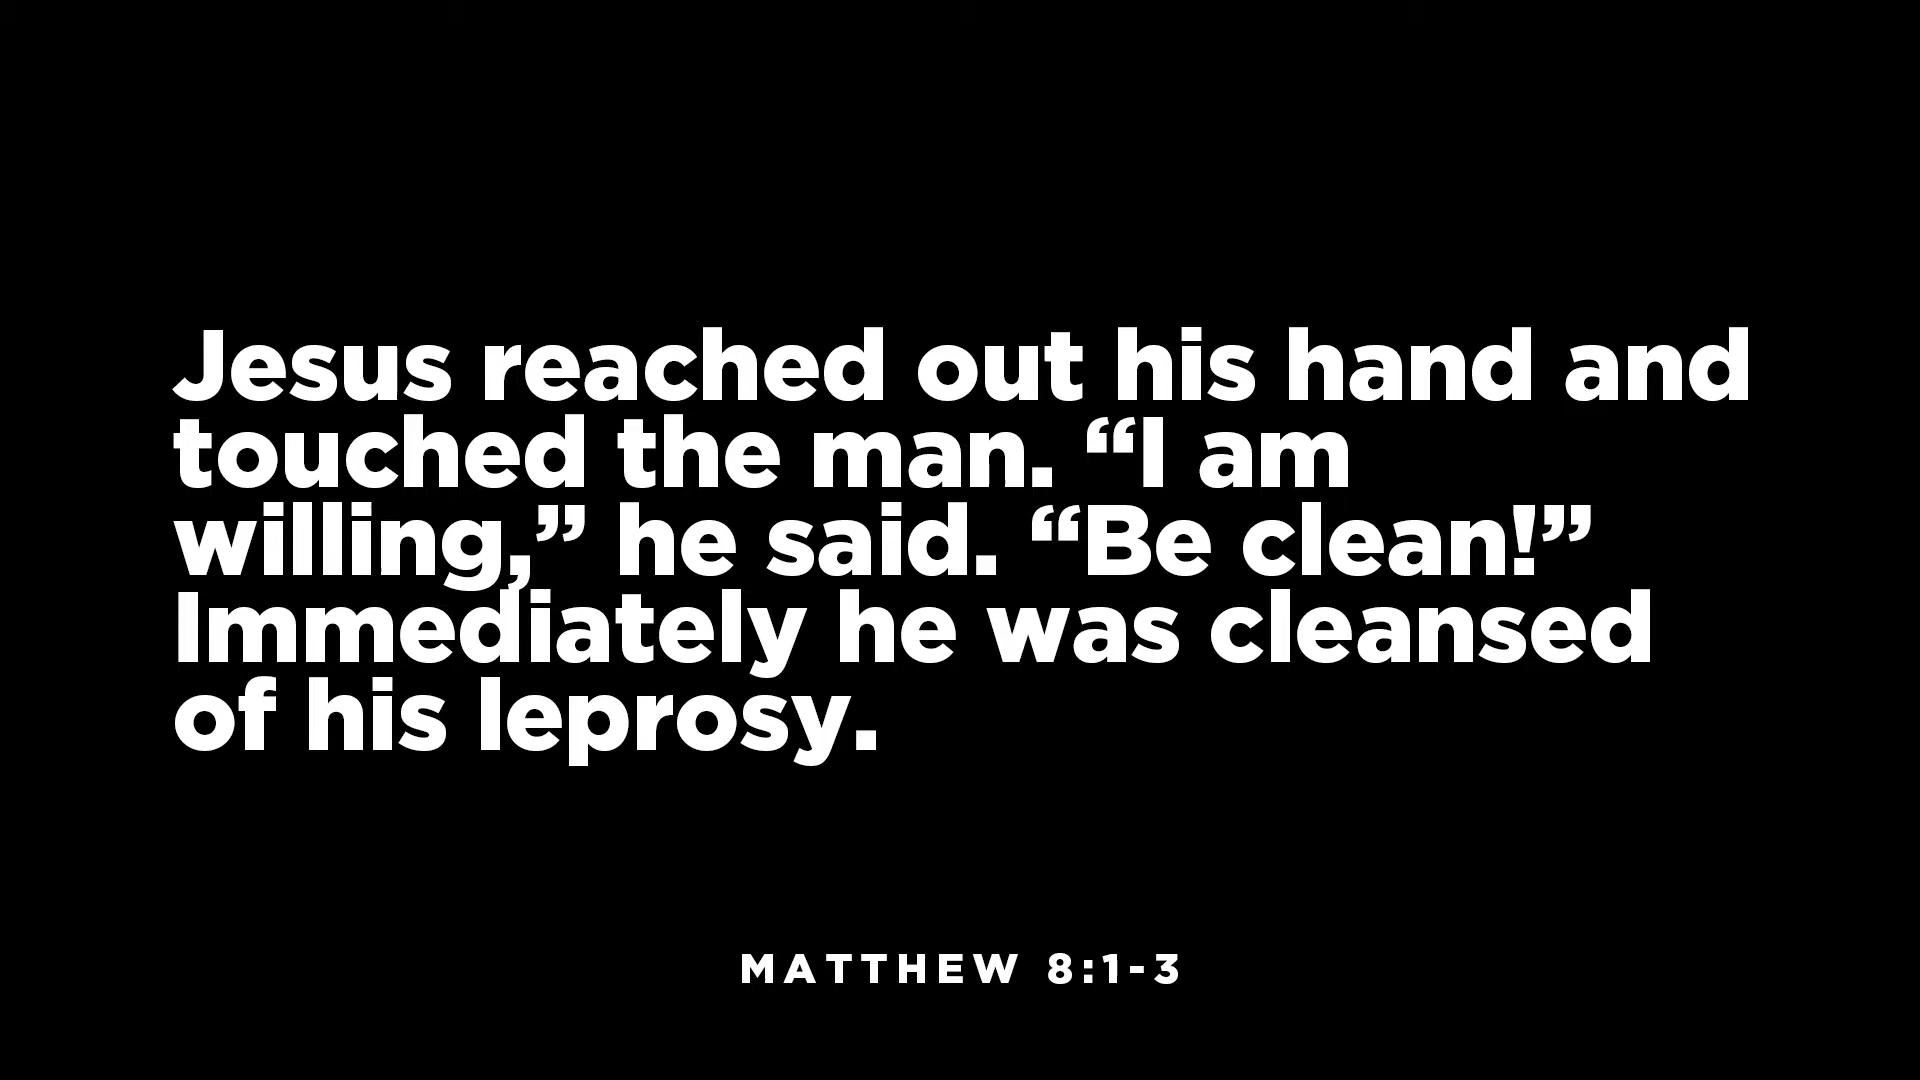 Jesus reached out his hand and
touched the man. “I am
willing,” he said. “Be clean!”
Immediately he was cleansed
of his leprosy.
MATTHEW 8:1-3